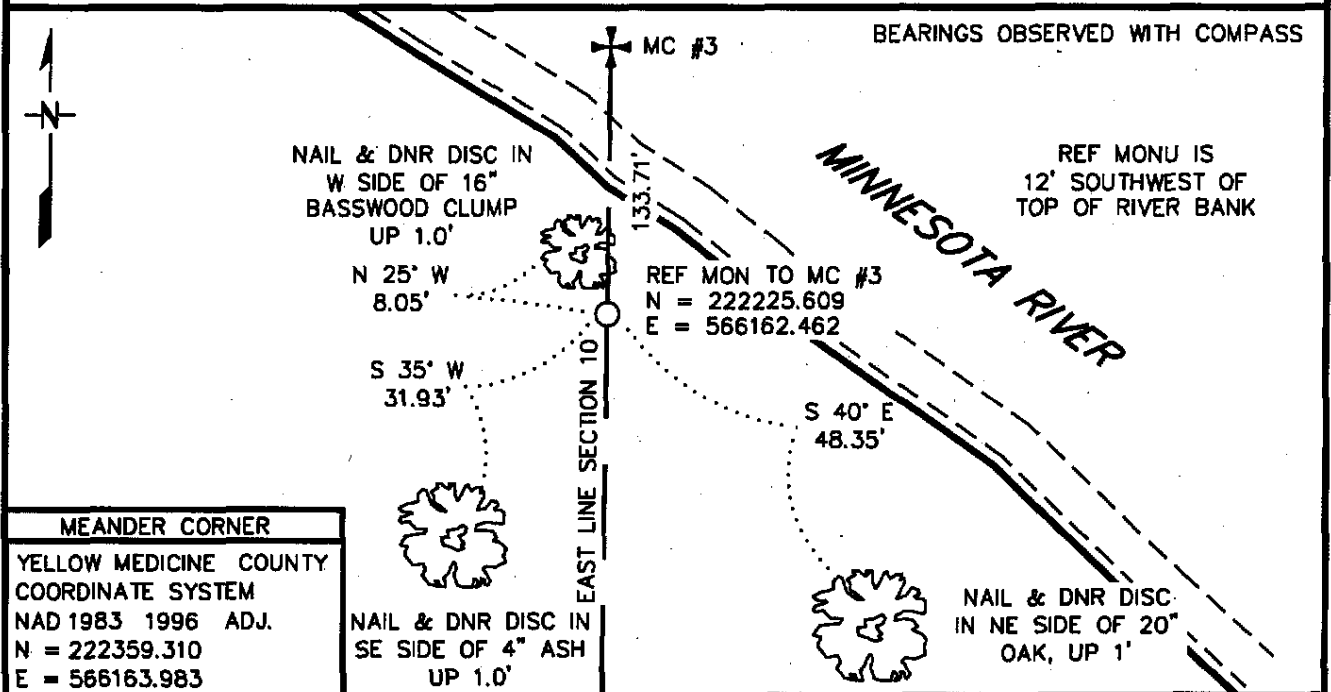 BEARINGS OBSERVED WITH COMPASS
MC #3
N
NAIL & DNR DISC IN
W SIDE OF 16"
BASSWOOD CLUMP
UP 1.0'
133.71'
MINNESOTA RIVER
REF MONU IS
12' SOUTHWEST OF
TOP OF RIVER BANK
N 25° W
8.05'
REF MON TO MC #3
N = 222225.609
E = 566162.462
S 35° W
31.93'
EAST LINE SECTION 10
S 40° E
48.35'
MEANDER CORNER
YELLOW MEDICINE COUNTY
COORDINATE SYSTEM
NAD 1983 1996 ADJ.
N = 222359.310
E = 566163.983
NAIL & DNR DISC IN
SE SIDE OF 4" ASH
UP 1.0'
NAIL & DNR DISC
IN NE SIDE OF 20"
OAK, UP 1'